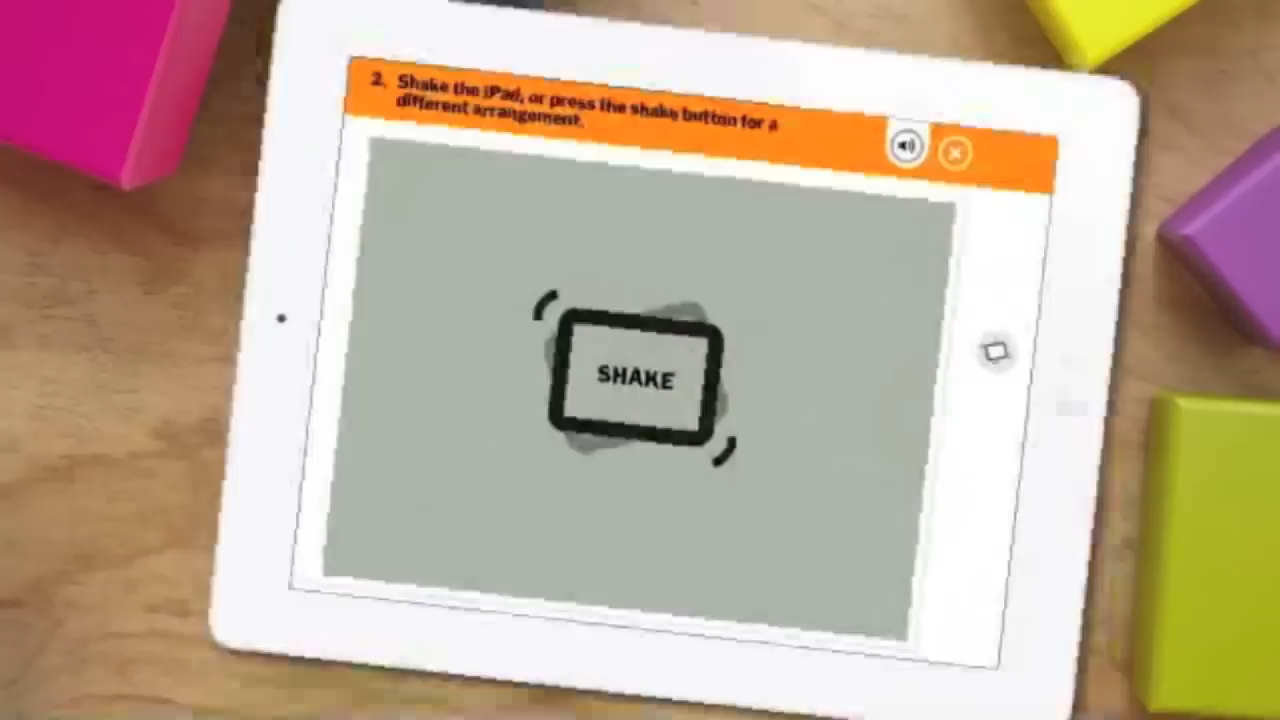 2. Shake the iPad, or press the shake button for a
different arrangement.
SHAKE